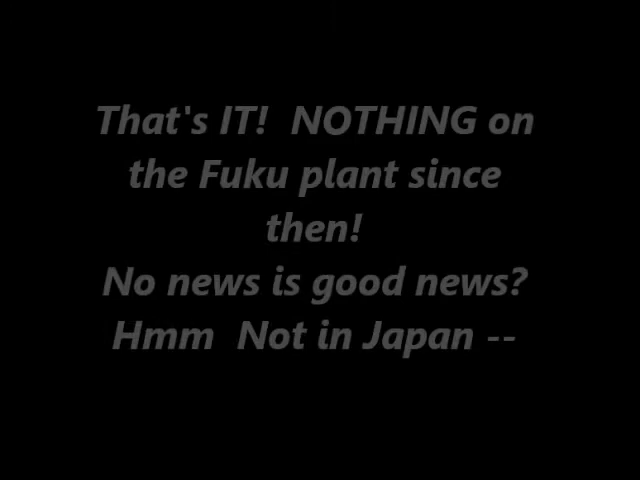 That's IT!  NOTHING on
the Fuku plant since
then!
No news is good news?
Hmm  Not in Japan --